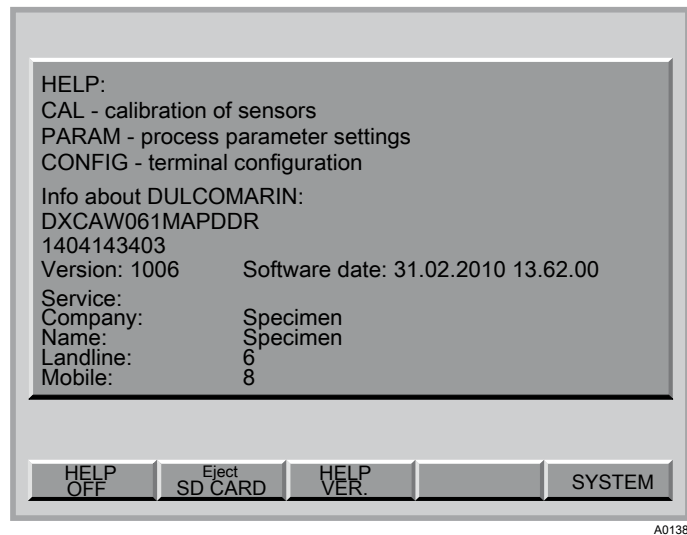 HELP:
CAL - calibration of sensors
PARAM - process parameter settings
CONFIG - terminal configuration
Info about DULCOMARIN:
DXCAW061MAPDDR
1404143403
Version: 1006 Software date: 31.02.2010 13.62.00
Service:
Company: Specimen
Name: Specimen
Landline: 6
Mobile: 8
HELP OFF
Eject SD CARD
HELP VER.
SYSTEM
A0138